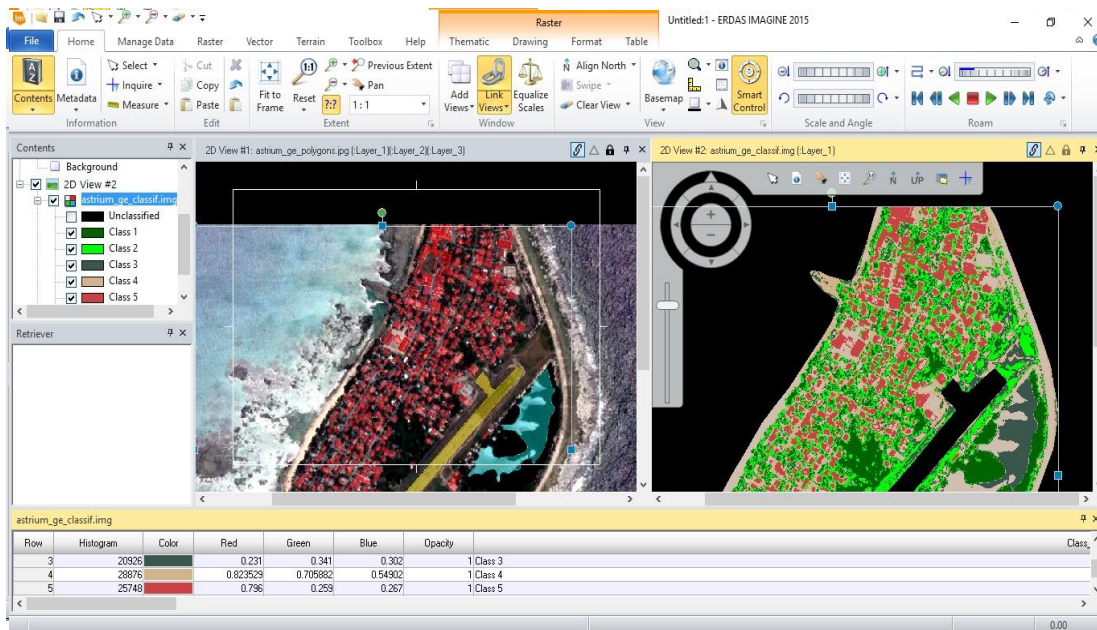 Raster
Untitled:1 - ERDAS IMAGINE 2015
File Home Manage Data Raster Vector Terrain Toolbox Help Thematic Drawing Format Table
Contents
Metadata
Select
Inquire
Measure
Information
Cut
Copy
Paste
Edit
Fit to Frame
Reset
Previous Extent
Pan
?:?
1:1
1 : 1
Extent
Add Views
Link Views
Equalize Scales
Window
Align North
Swipe
Clear View
Basemap
Smart Control
View
Scale and Angle
Roam
Contents
Background
2D View #2
astrium_ge_classif.img
Unclassified
Class 1
Class 2
Class 3
Class 4
Class 5
Retriever
2D View #1: astrium_ge_polygons.jpg (:Layer_1)(:Layer_2)(:Layer_3)
2D View #2: astrium_ge_classif.img (:Layer_1)
N UP
astrium_ge_classif.img
Row Histogram Color Red Green Blue Opacity Class_
3 20926 0.231 0.341 0.302 1 Class 3
4 28876 0.823529 0.705882 0.54902 1 Class 4
5 25748 0.796 0.259 0.267 1 Class 5
0.00